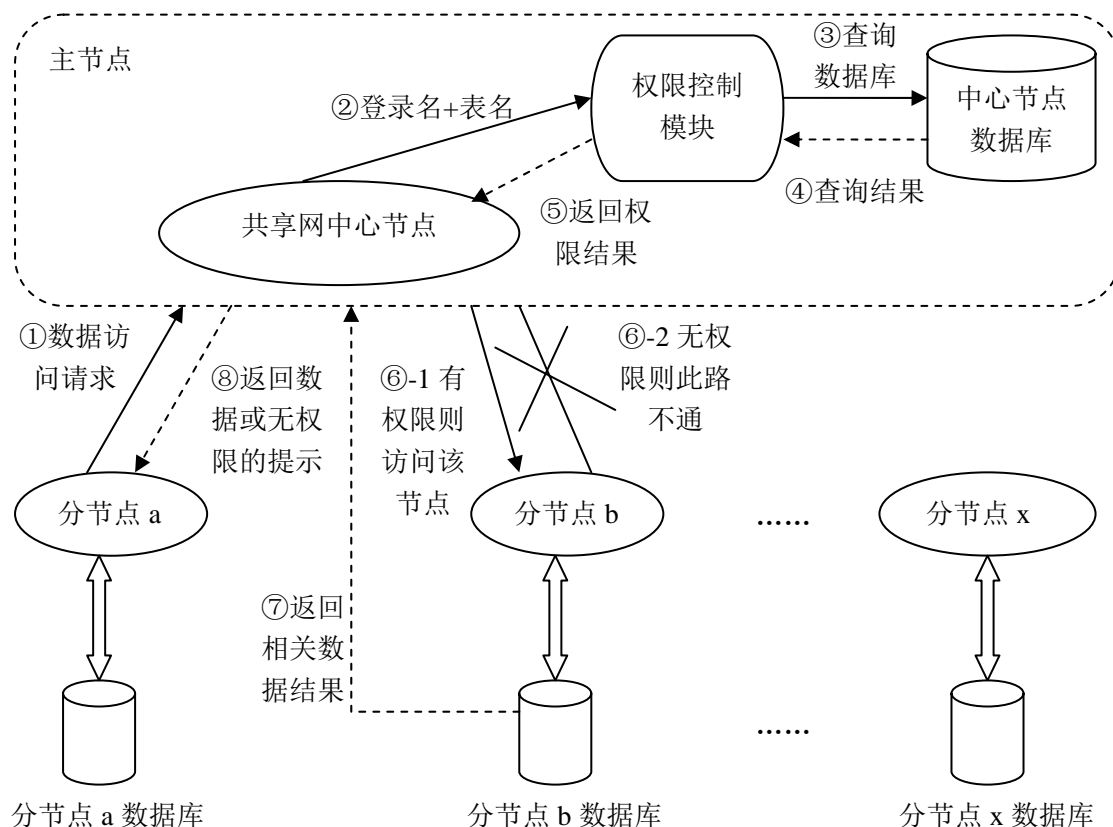 主节点
②登录名+表名
权限控制
模块
③查询
数据库
中心节点
数据库
④查询结果
共享网中心节点
⑤返回权
限结果
①数据访
问请求
⑧返回数
据或无权
限的提示
⑥-1 有
权限则
访问该
节点
⑥-2 无权
限则此路
不通
分节点 a
分节点 b
......
分节点 x
⑦返回
相关数
据结果
......
分节点 a 数据库
分节点 b 数据库
分节点 x 数据库